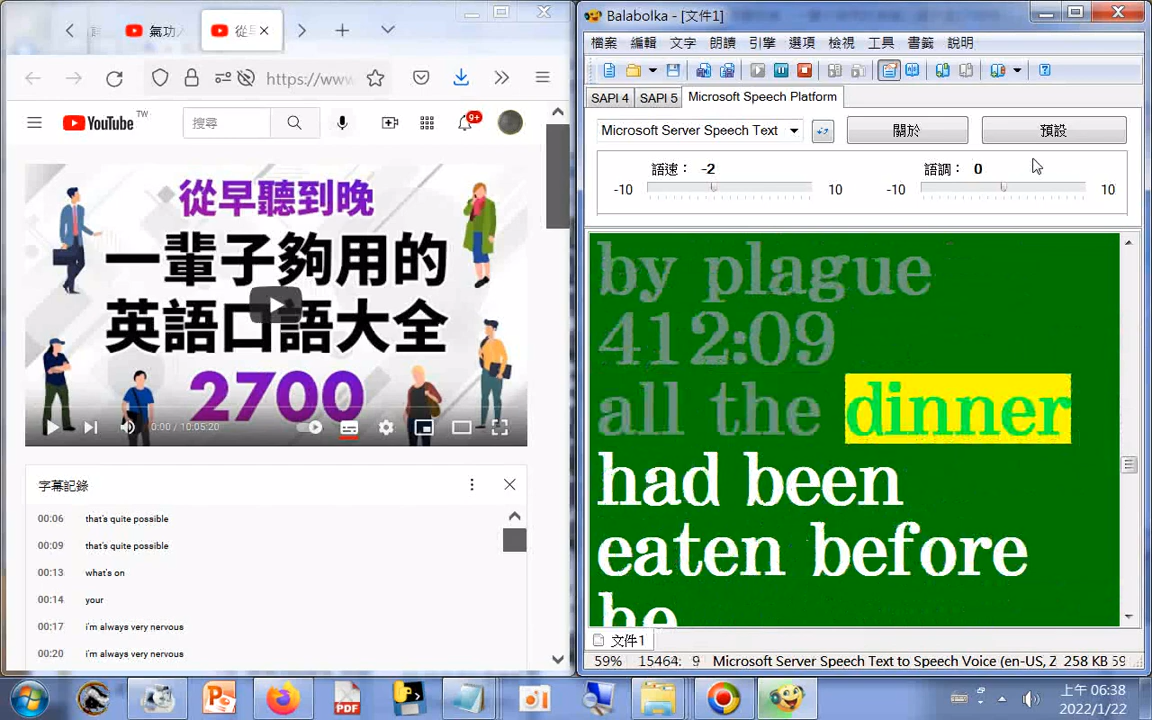 氣功
從
https://www
YouTube TW
搜尋
9+
從早聽到晚
一輩子夠用的
英語口語大全
2700
0:00 / 10:05:20
字幕記錄
00:06 that's quite possible
00:09 that's quite possible
00:13 what's on
00:14 your
00:17 i'm always very nervous
00:20 i'm always very nervous
Balabolka - [文件1]
檔案 編輯 文字 朗讀 引擎 選項 檢視 工具 書籤 說明
SAPI 4 SAPI 5 Microsoft Speech Platform
Microsoft Server Speech Text 關於 預設
語速: -2 語調: 0
-10 10 -10 10
by plague
412:09
all the dinner
had been
eaten before
he
文件1
59% 15464: 9 Microsoft Server Speech Text to Speech Voice (en-US, Z 258 KB 59
PDF
上午 06:38
2022/1/22